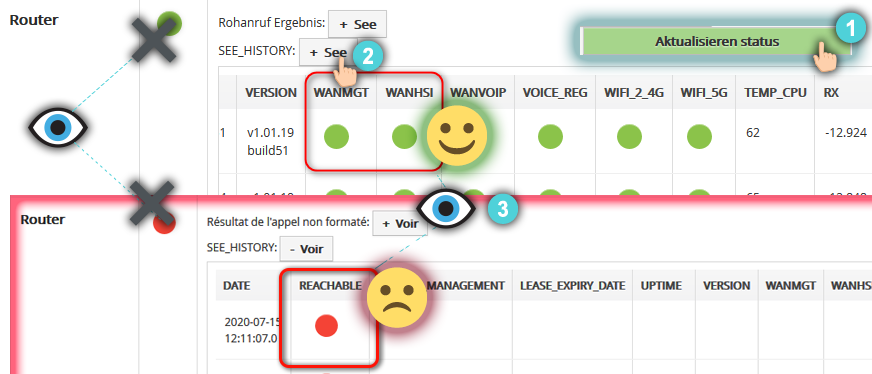 Router
Rohanruf Ergebnis: + See
1
Aktualisieren status
SEE_HISTORY: + See
2
VERSION WANMGT WANHSI WANVOIP VOICE_REG WIFI_2_4G WIFI_5G TEMP_CPU RX
1 v1.01.19 62 -12.924
build51
Router
3
Résultat de l'appel non formaté: + Voir
SEE_HISTORY: - Voir
DATE REACHABLE MANAGEMENT LEASE_EXPIRY_DATE UPTIME VERSION WANMGT WANHS
2020-07-15
12:11:07.0